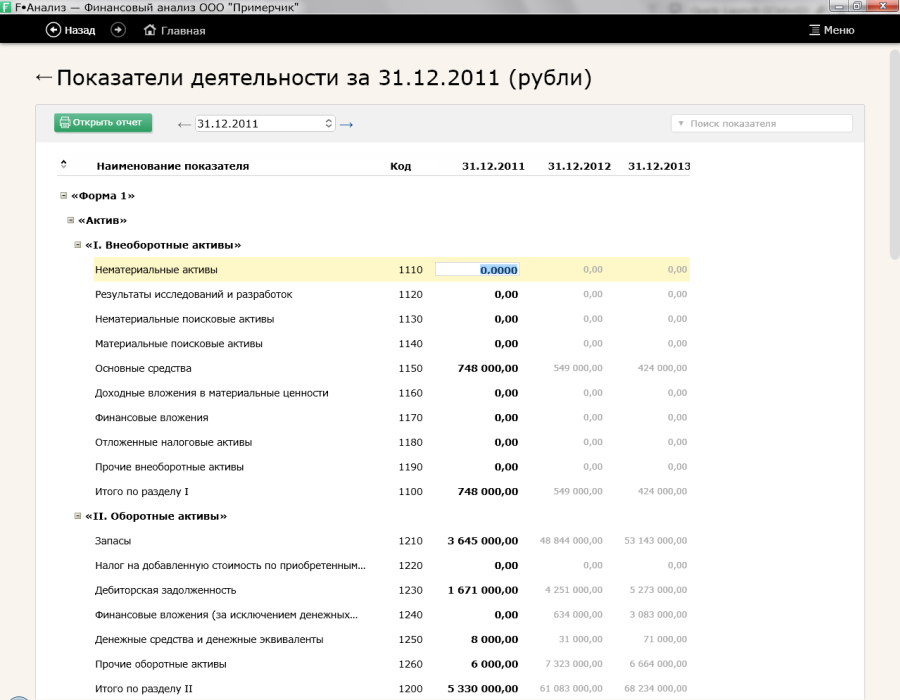 F•Анализ — Финансовый анализ ООО "Примерчик"
Назад Главная Меню
←Показатели деятельности за 31.12.2011 (рубли)
Открыть отчет ← 31.12.2011 → Поиск показателя
Наименование показателя Код 31.12.2011 31.12.2012 31.12.2013
«Форма 1»
«Актив»
«I. Внеоборотные активы»
Нематериальные активы 1110 0.0000 0,00 0,00
Результаты исследований и разработок 1120 0,00 0,00 0,00
Нематериальные поисковые активы 1130 0,00 0,00 0,00
Материальные поисковые активы 1140 0,00 0,00 0,00
Основные средства 1150 748 000,00 549 000,00 424 000,00
Доходные вложения в материальные ценности 1160 0,00 0,00 0,00
Финансовые вложения 1170 0,00 0,00 0,00
Отложенные налоговые активы 1180 0,00 0,00 0,00
Прочие внеоборотные активы 1190 0,00 0,00 0,00
Итого по разделу I 1100 748 000,00 549 000,00 424 000,00
«II. Оборотные активы»
Запасы 1210 3 645 000,00 48 844 000,00 53 143 000,00
Налог на добавленную стоимость по приобретенным... 1220 0,00 0,00 0,00
Дебиторская задолженность 1230 1 671 000,00 4 251 000,00 5 273 000,00
Финансовые вложения (за исключением денежных... 1240 0,00 634 000,00 3 083 000,00
Денежные средства и денежные эквиваленты 1250 8 000,00 31 000,00 71 000,00
Прочие оборотные активы 1260 6 000,00 7 323 000,00 6 664 000,00
Итого по разделу II 1200 5 330 000,00 61 083 000,00 68 234 000,00